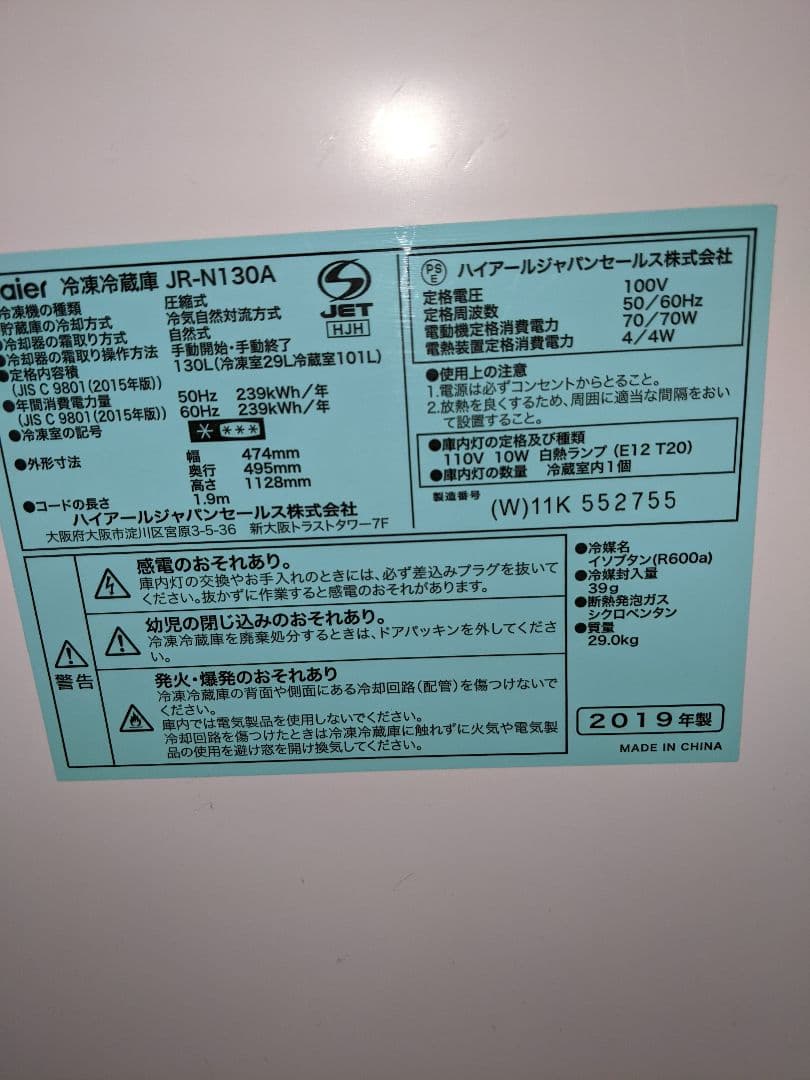 aier 冷凍冷蔵庫 JR-N130A
冷凍機の種類 圧縮式
貯蔵庫の冷却方式 冷気自然対流方式
冷却器の霜取り方式 自然式
●冷却器の霜取り操作方法 手動開始・手動終了
●定格内容積 130L(冷凍室29L冷蔵室101L)
(JIS C 9801(2015年版))
●年間消費電力量 50Hz 239kWh/年
(JIS C 9801(2015年版)) 60Hz 239kWh/年
●冷凍室の記号 * ***
●外形寸法 幅 474mm
奥行 495mm
高さ 1128mm
●コードの長さ 1.9m
ハイアールジャパンセールス株式会社
大阪府大阪市淀川区宮原3-5-36 新大阪トラストタワー7F
S
JET
HJH
PS
E ハイアールジャパンセールス株式会社
定格電圧 100V
定格周波数 50/60Hz
電動機定格消費電力 70/70W
電熱装置定格消費電力 4/4W
●使用上の注意
1.電源は必ずコンセントからとること。
2.放熱を良くするため、周囲に適当な間隔をおい
て設置すること。
●庫内灯の定格及び種類
110V 10W 白熱ランプ (E12 T20)
●庫内灯の数量 冷蔵室内1個
製造番号 (W)11K 552755
警告
感電のおそれあり。
庫内灯の交換やお手入れのときには、必ず差込みプラグを抜いて
ください。抜かずに作業すると感電のおそれがあります。
幼児の閉じ込みのおそれあり。
冷凍冷蔵庫を廃棄処分するときは、ドアパッキンを外してくださ
い。
発火・爆発のおそれあり
冷凍冷蔵庫の背面や側面にある冷却回路(配管)を傷つけないで
ください。
庫内では電気製品を使用しないでください。
冷却回路を傷つけたときは冷凍冷蔵庫に触れずに火気や電気製
品の使用を避け窓を開け換気してください。
●冷媒名
イソブタン(R600a)
●冷媒封入量
39g
●断熱発泡ガス
シクロペンタン
●質量
29.0kg
2019年製
MADE IN CHINA